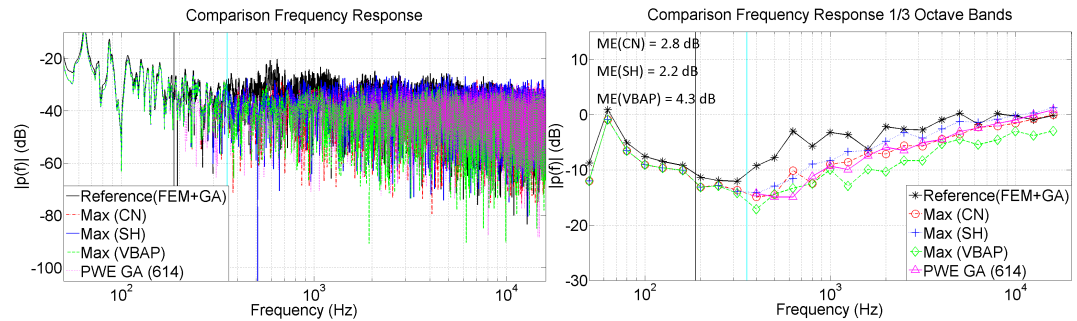 Comparison Frequency Response
|p(f)| (dB)
-20
-40
-60
-80
-100
Reference(FEM+GA)
Max (CN)
Max (SH)
Max (VBAP)
PWE GA (614)
10²
10³
10⁴
Frequency (Hz)
Comparison Frequency Response 1/3 Octave Bands
ME(CN) = 2.8 dB
ME(SH) = 2.2 dB
ME(VBAP) = 4.3 dB
|p(f)| (dB)
10
0
-10
-20
-30
Reference(FEM+GA)
Max (CN)
Max (SH)
Max (VBAP)
PWE GA (614)
10²
10³
10⁴
Frequency (Hz)